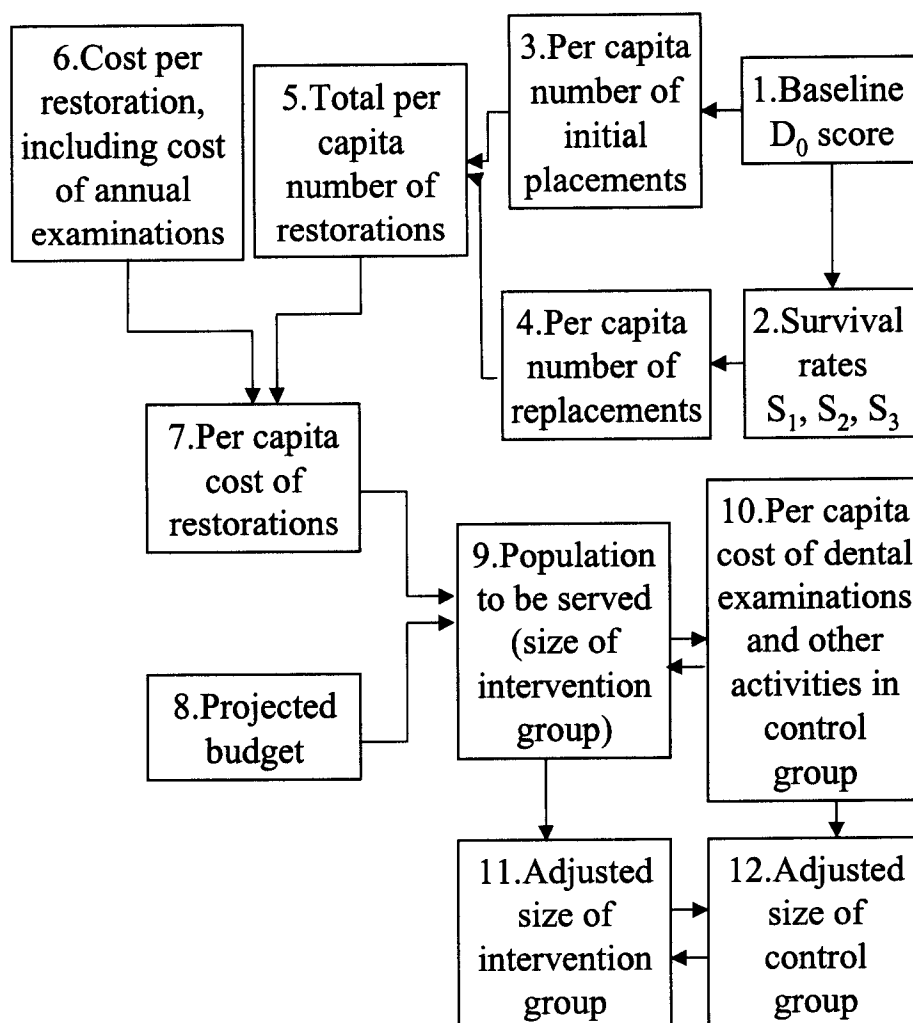 6.Cost per
restoration,
including cost
of annual
examinations
5.Total per
capita
number of
restorations
3.Per capita
number of
initial
placements
1.Baseline
D₀ score
4.Per capita
number of
replacements
2.Survival
rates
S₁, S₂, S₃
7.Per capita
cost of
restorations
8.Projected
budget
9.Population
to be served
(size of
intervention
group)
10.Per capita
cost of dental
examinations
and other
activities in
control
group
11.Adjusted
size of
intervention
group
12.Adjusted
size of
control
group